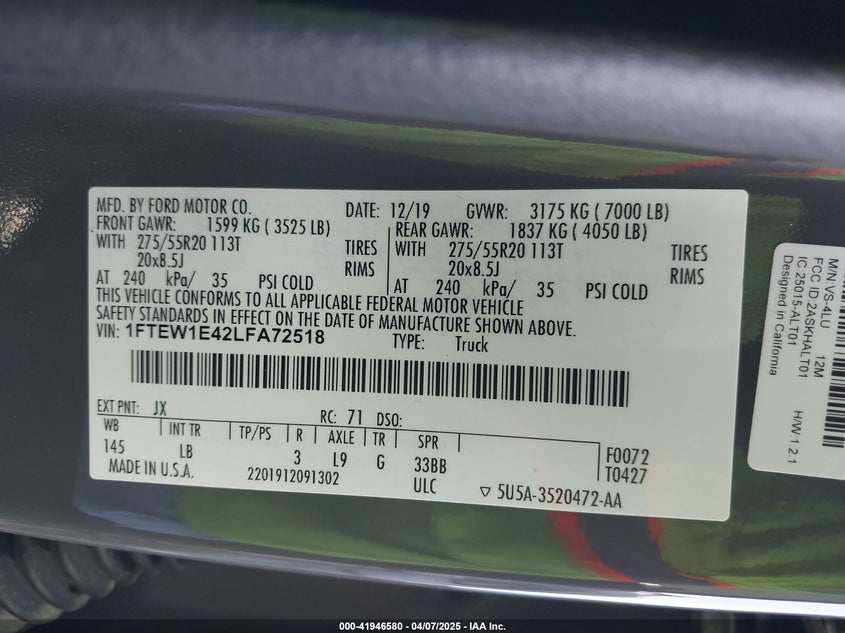 MFD. BY FORD MOTOR CO.
DATE: 12/19 GVWR: 3175 KG ( 7000 LB)
FRONT GAWR: 1599 KG ( 3525 LB)
REAR GAWR: 1837 KG ( 4050 LB)
WITH 275/55R20 113T TIRES
WITH 275/55R20 113T TIRES
20x8.5J RIMS
20x8.5J RIMS
AT 240 kPa/ 35 PSI COLD
AT 240 kPa/ 35 PSI COLD
THIS VEHICLE CONFORMS TO ALL APPLICABLE FEDERAL MOTOR VEHICLE
SAFETY STANDARDS IN EFFECT ON THE DATE OF MANUFACTURE SHOWN ABOVE.
VIN: 1FTEW1E42LFA72518
TYPE: Truck
EXT PNT: JX RC: 71 DSO:
WB INT TR TP/PS R AXLE TR SPR
145 LB 3 L9 G 33BB
F0072
T0427
MADE IN U.S.A. 2201912091302 ULC
▽ 5U5A-3520472-AA
M/N:VS-4LU 12M
FCC ID:2ASKHALT01
IC:25015-ALT01 H/W:1.2.1
Designed in California
000-41946580 - 04/07/2025 - IAA Inc.